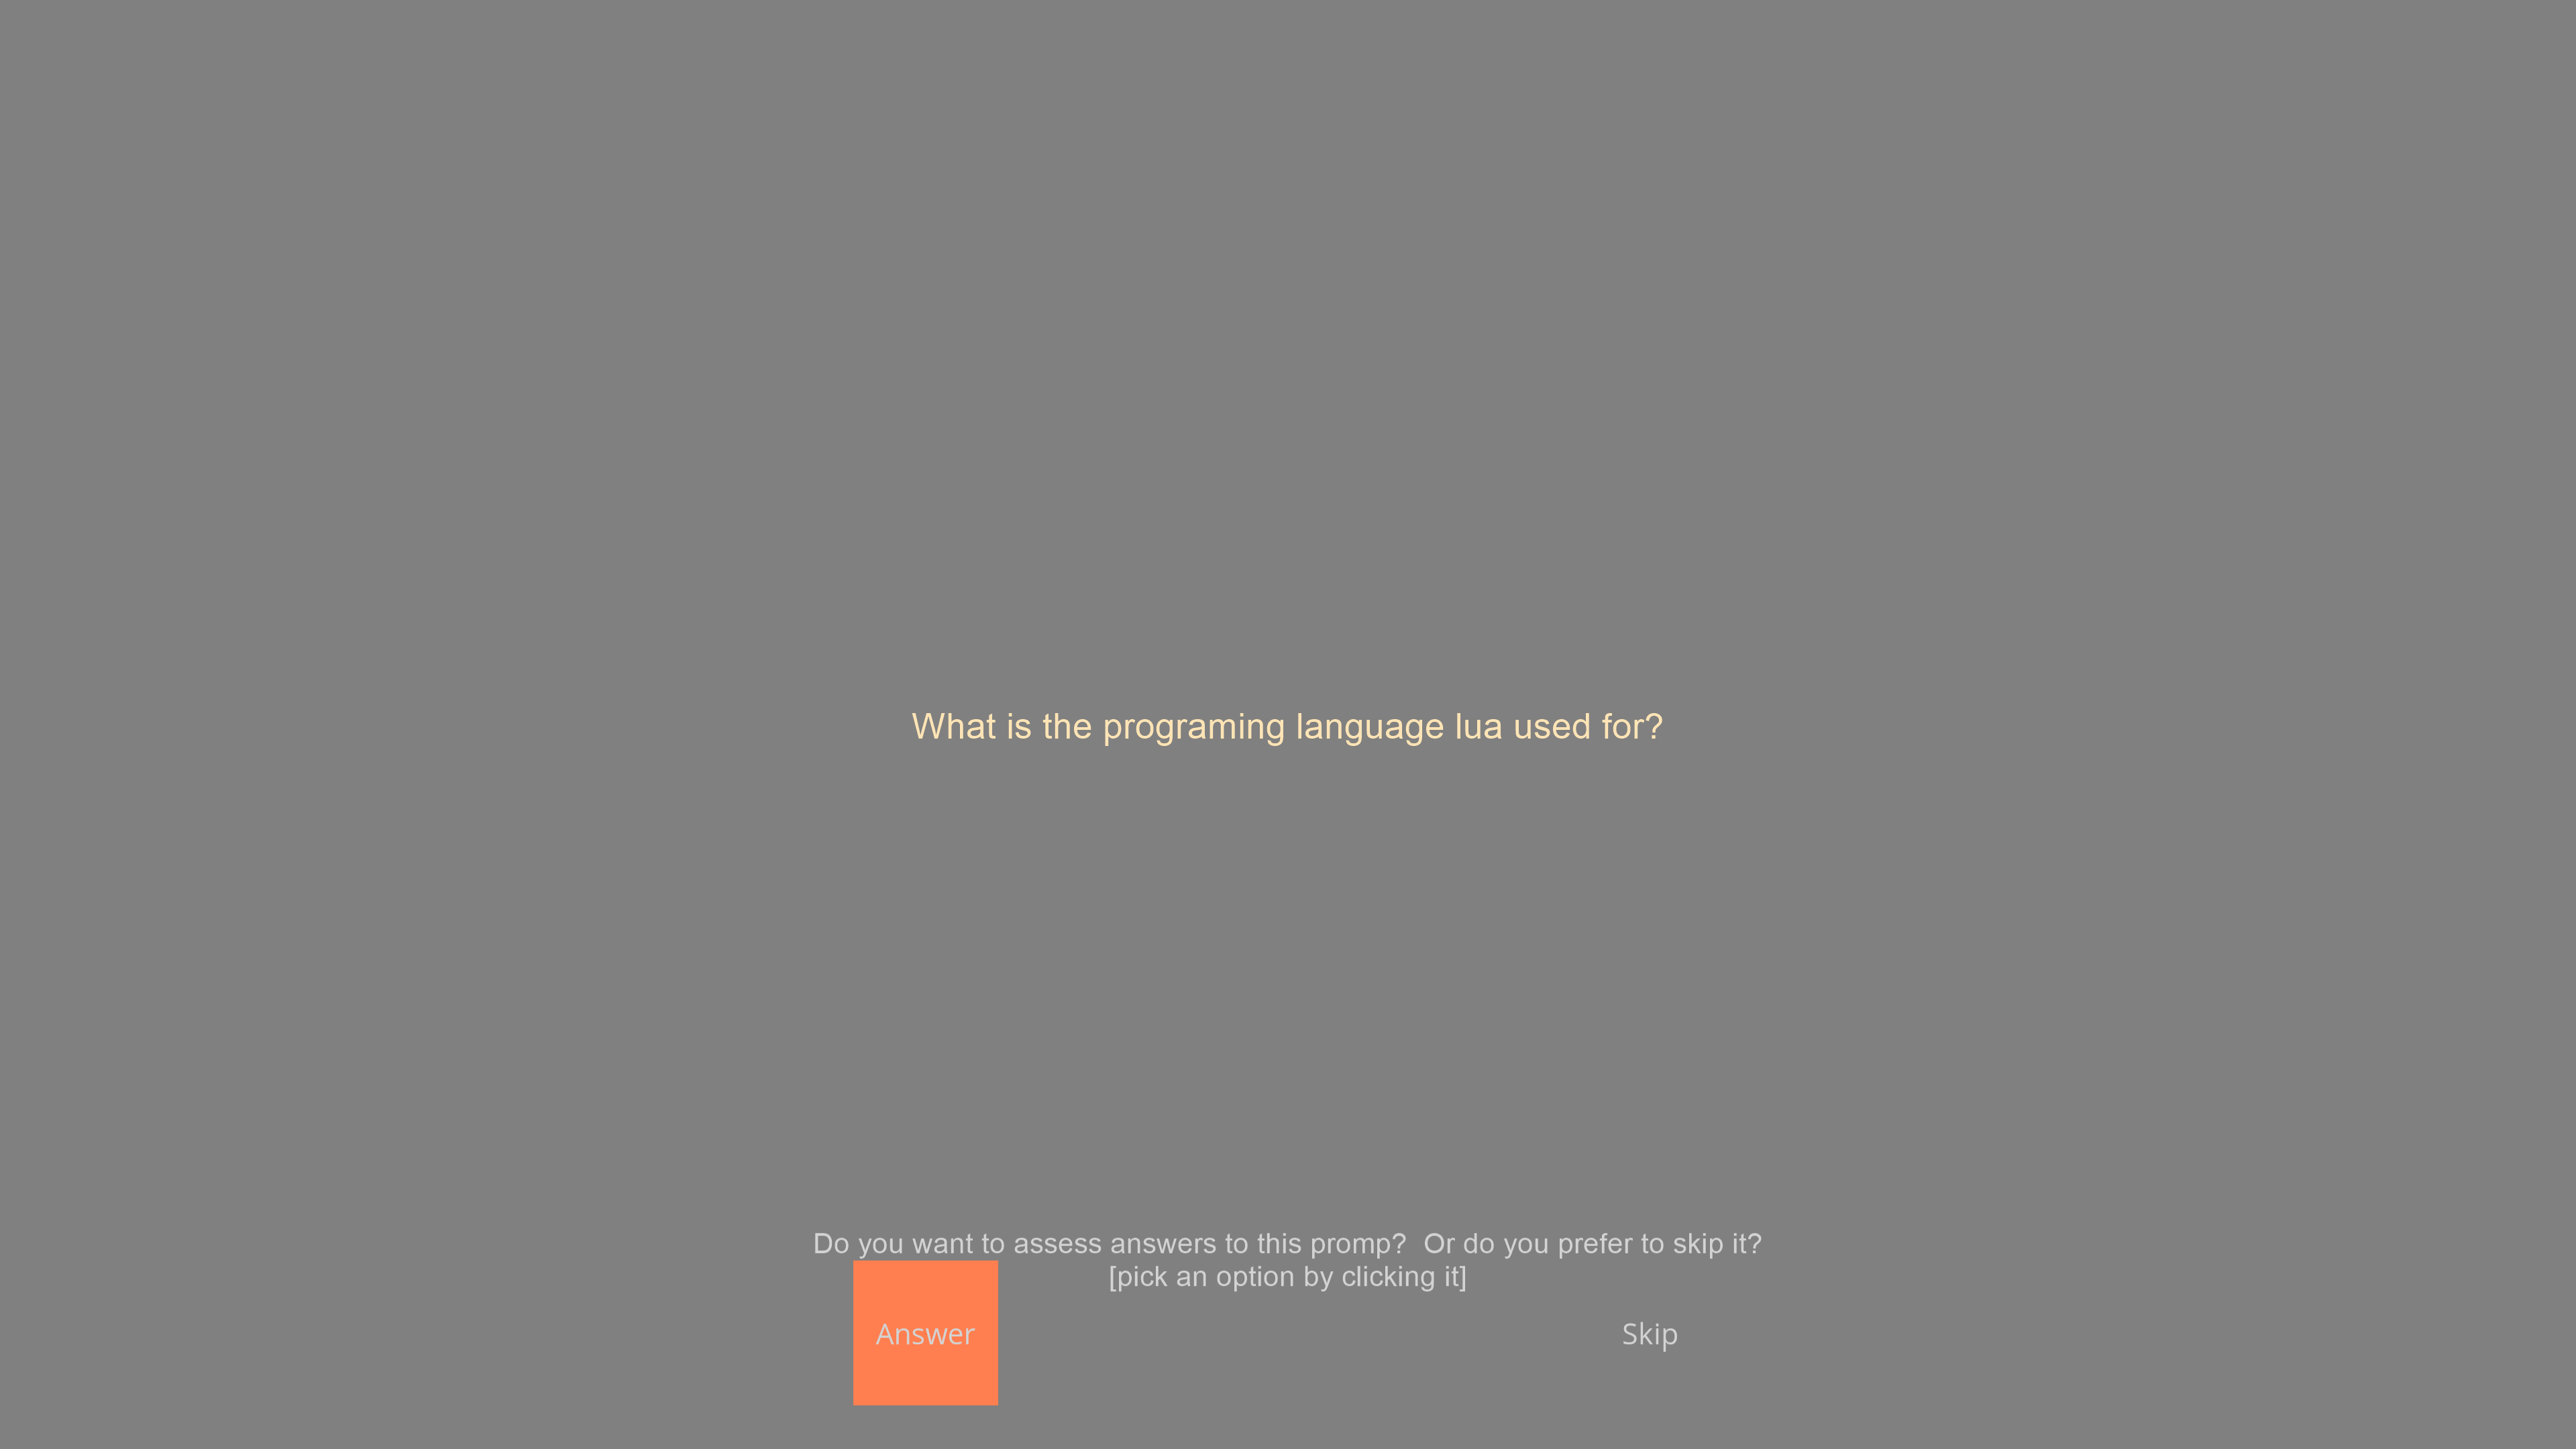 What is the programing language lua used for?
Do you want to assess answers to this promp?  Or do you prefer to skip it?
[pick an option by clicking it]
Answer
Skip